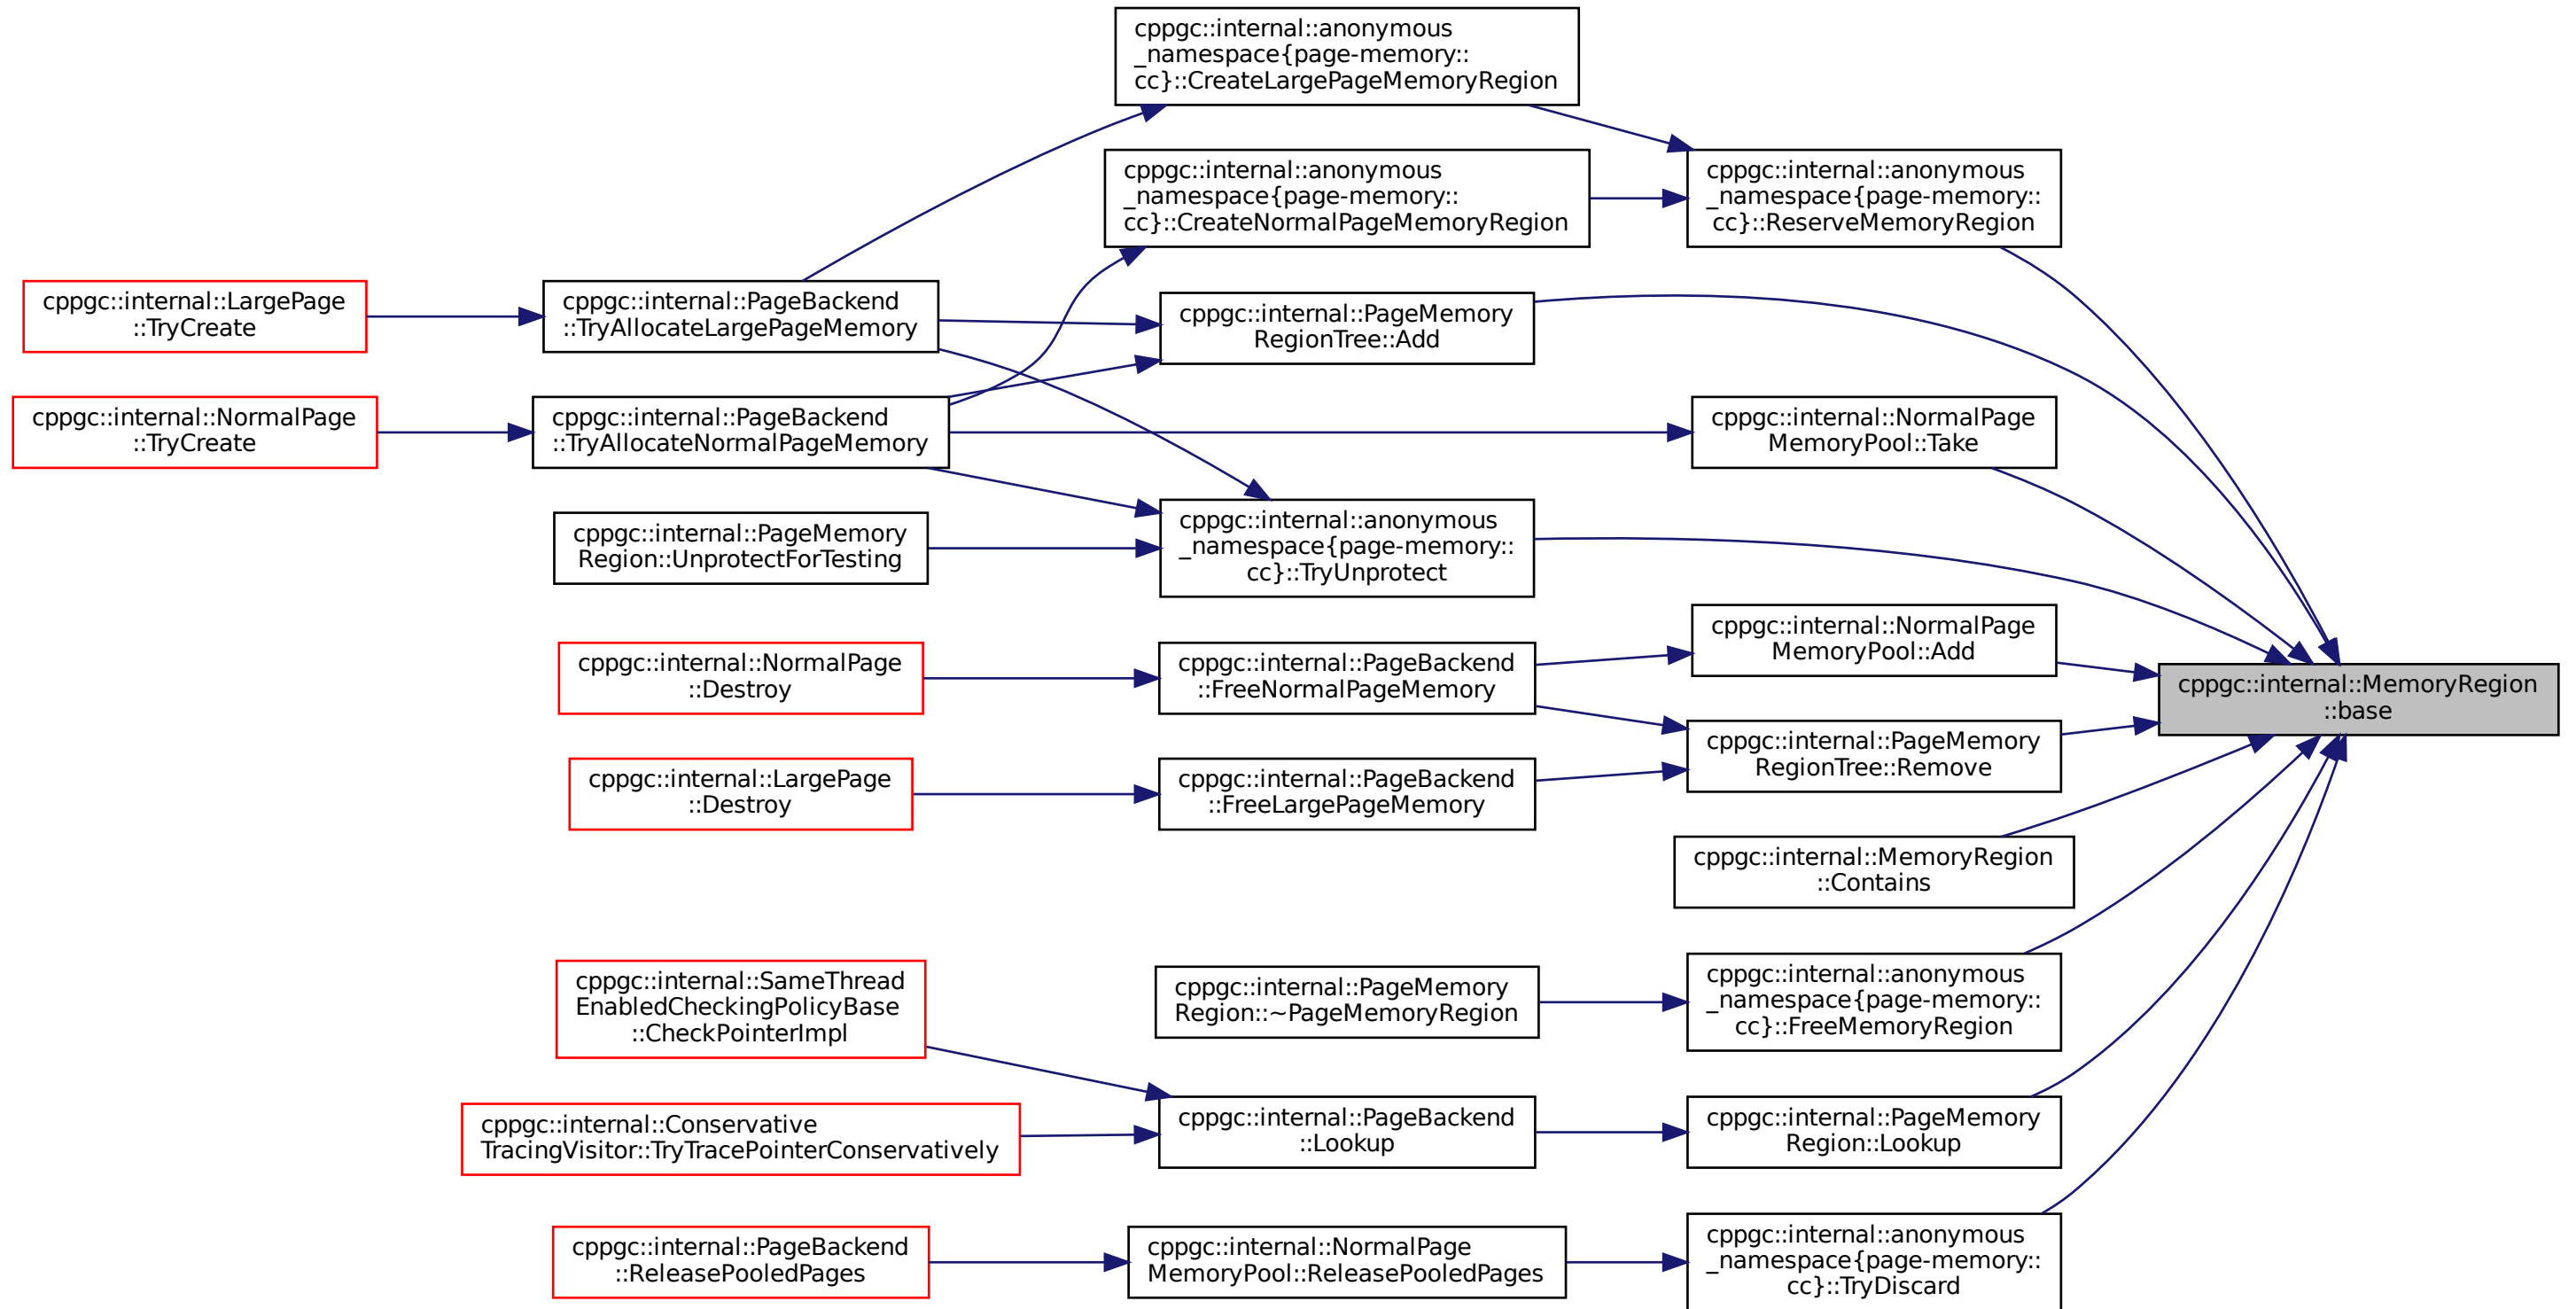 cppgc::internal::anonymous
_namespace{page-memory::
cc}::CreateLargePageMemoryRegion
cppgc::internal::anonymous
_namespace{page-memory::
cc}::CreateNormalPageMemoryRegion
cppgc::internal::anonymous
_namespace{page-memory::
cc}::ReserveMemoryRegion
cppgc::internal::LargePage
::TryCreate
cppgc::internal::PageBackend
::TryAllocateLargePageMemory
cppgc::internal::PageMemory
RegionTree::Add
cppgc::internal::NormalPage
::TryCreate
cppgc::internal::PageBackend
::TryAllocateNormalPageMemory
cppgc::internal::NormalPage
MemoryPool::Take
cppgc::internal::PageMemory
Region::UnprotectForTesting
cppgc::internal::anonymous
_namespace{page-memory::
cc}::TryUnprotect
cppgc::internal::NormalPage
MemoryPool::Add
cppgc::internal::NormalPage
::Destroy
cppgc::internal::PageBackend
::FreeNormalPageMemory
cppgc::internal::MemoryRegion
::base
cppgc::internal::PageMemory
RegionTree::Remove
cppgc::internal::LargePage
::Destroy
cppgc::internal::PageBackend
::FreeLargePageMemory
cppgc::internal::MemoryRegion
::Contains
cppgc::internal::SameThread
EnabledCheckingPolicyBase
::CheckPointerImpl
cppgc::internal::PageMemory
Region::~PageMemoryRegion
cppgc::internal::anonymous
_namespace{page-memory::
cc}::FreeMemoryRegion
cppgc::internal::Conservative
TracingVisitor::TryTracePointerConservatively
cppgc::internal::PageBackend
::Lookup
cppgc::internal::PageMemory
Region::Lookup
cppgc::internal::PageBackend
::ReleasePooledPages
cppgc::internal::NormalPage
MemoryPool::ReleasePooledPages
cppgc::internal::anonymous
_namespace{page-memory::
cc}::TryDiscard